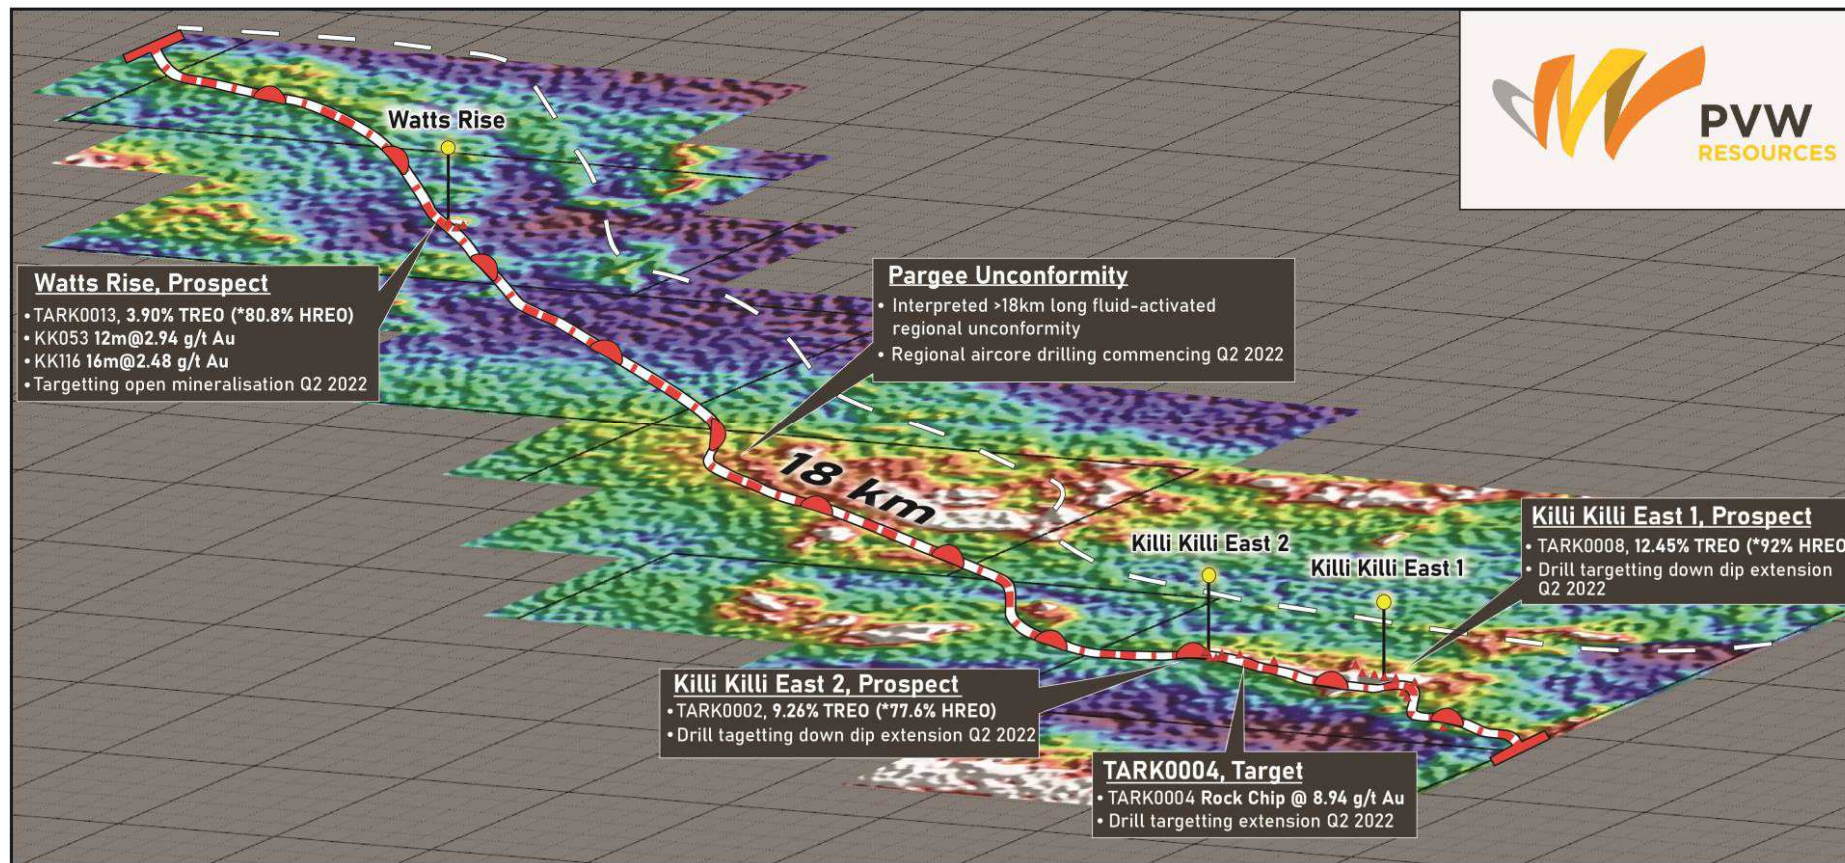 PVW
RESOURCES
Watts Rise
Watts Rise, Prospect
• TARK0013, 3.90% TREO (*80.8% HREO)
• KK053 12m@2.94 g/t Au
• KK116 16m@2.48 g/t Au
• Targetting open mineralisation Q2 2022
Pargee Unconformity
• Interpreted >18km long fluid-activated
regional unconformity
• Regional aircore drilling commencing Q2 2022
18 km
Killi Killi East 2
Killi Killi East 1
Killi Killi East 1, Prospect
• TARK0008, 12.45% TREO (*92% HREO
• Drill targetting down dip extension
Q2 2022
Killi Killi East 2, Prospect
• TARK0002, 9.26% TREO (*77.6% HREO)
• Drill tagetting down dip extension Q2 2022
TARK0004, Target
• TARK0004 Rock Chip @ 8.94 g/t Au
• Drill targetting extension Q2 2022